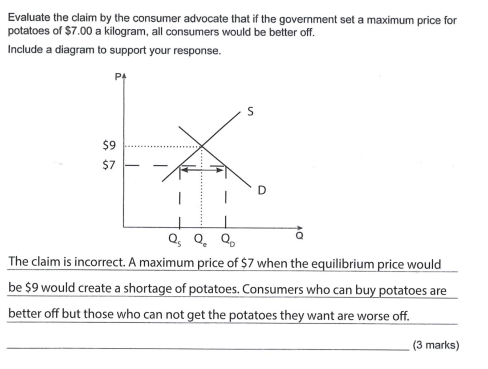 Evaluate the claim by the consumer advocate that if the government set a maximum price for
potatoes of $7.00 a kilogram, all consumers would be better off.
Include a diagram to support your response.
P
S
$9
$7
D
Qs Qe QD
Q
The claim is incorrect. A maximum price of $7 when the equilibrium price would
be $9 would create a shortage of potatoes. Consumers who can buy potatoes are
better off but those who can not get the potatoes they want are worse off.
(3 marks)